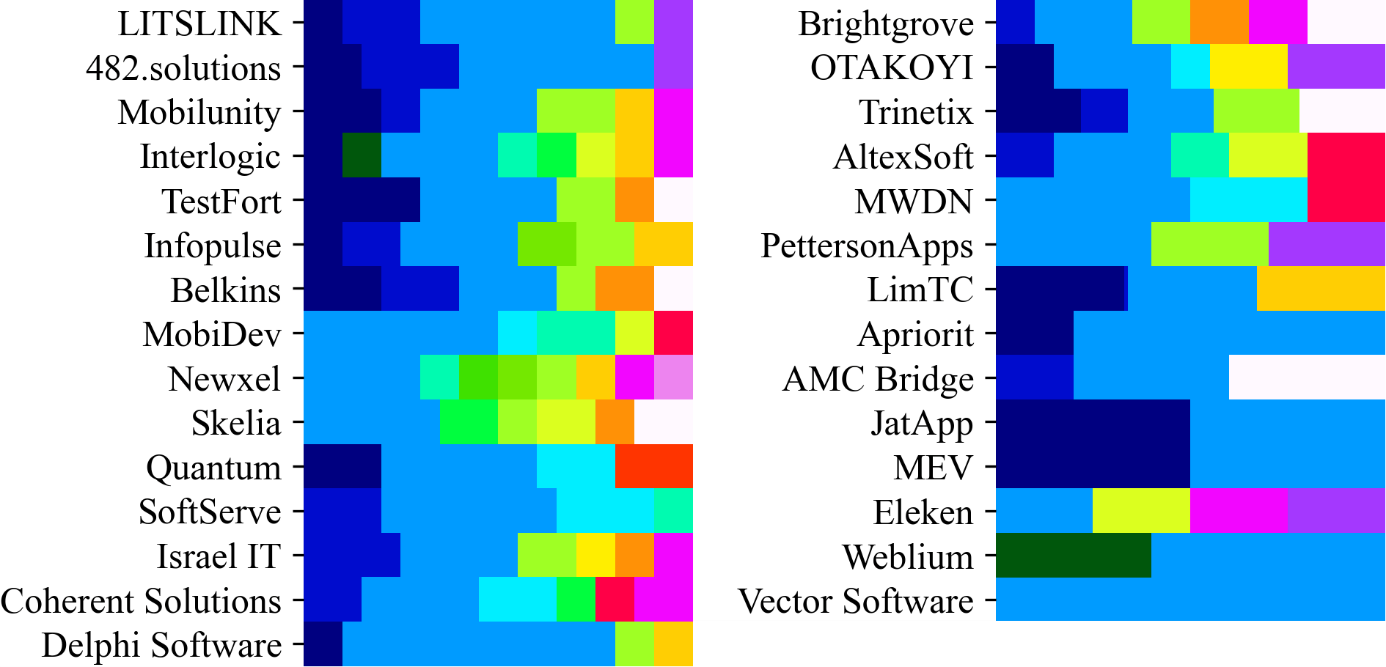 LITSLINK
482.solutions
Mobilunity
Interlogic
TestFort
Infopulse
Belkins
MobiDev
Newxel
Skelia
Quantum
SoftServe
Israel IT
Coherent Solutions
Delphi Software
Brightgrove
OTAKOYI
Trinetix
AltexSoft
MWDN
PettersonApps
LimTC
Apriorit
AMC Bridge
JatApp
MEV
Eleken
Weblium
Vector Software